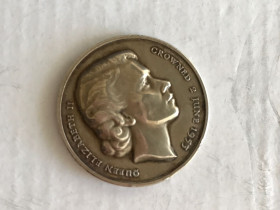 QUEEN ELIZABETH II
CROWNED 2 JUNE 1953